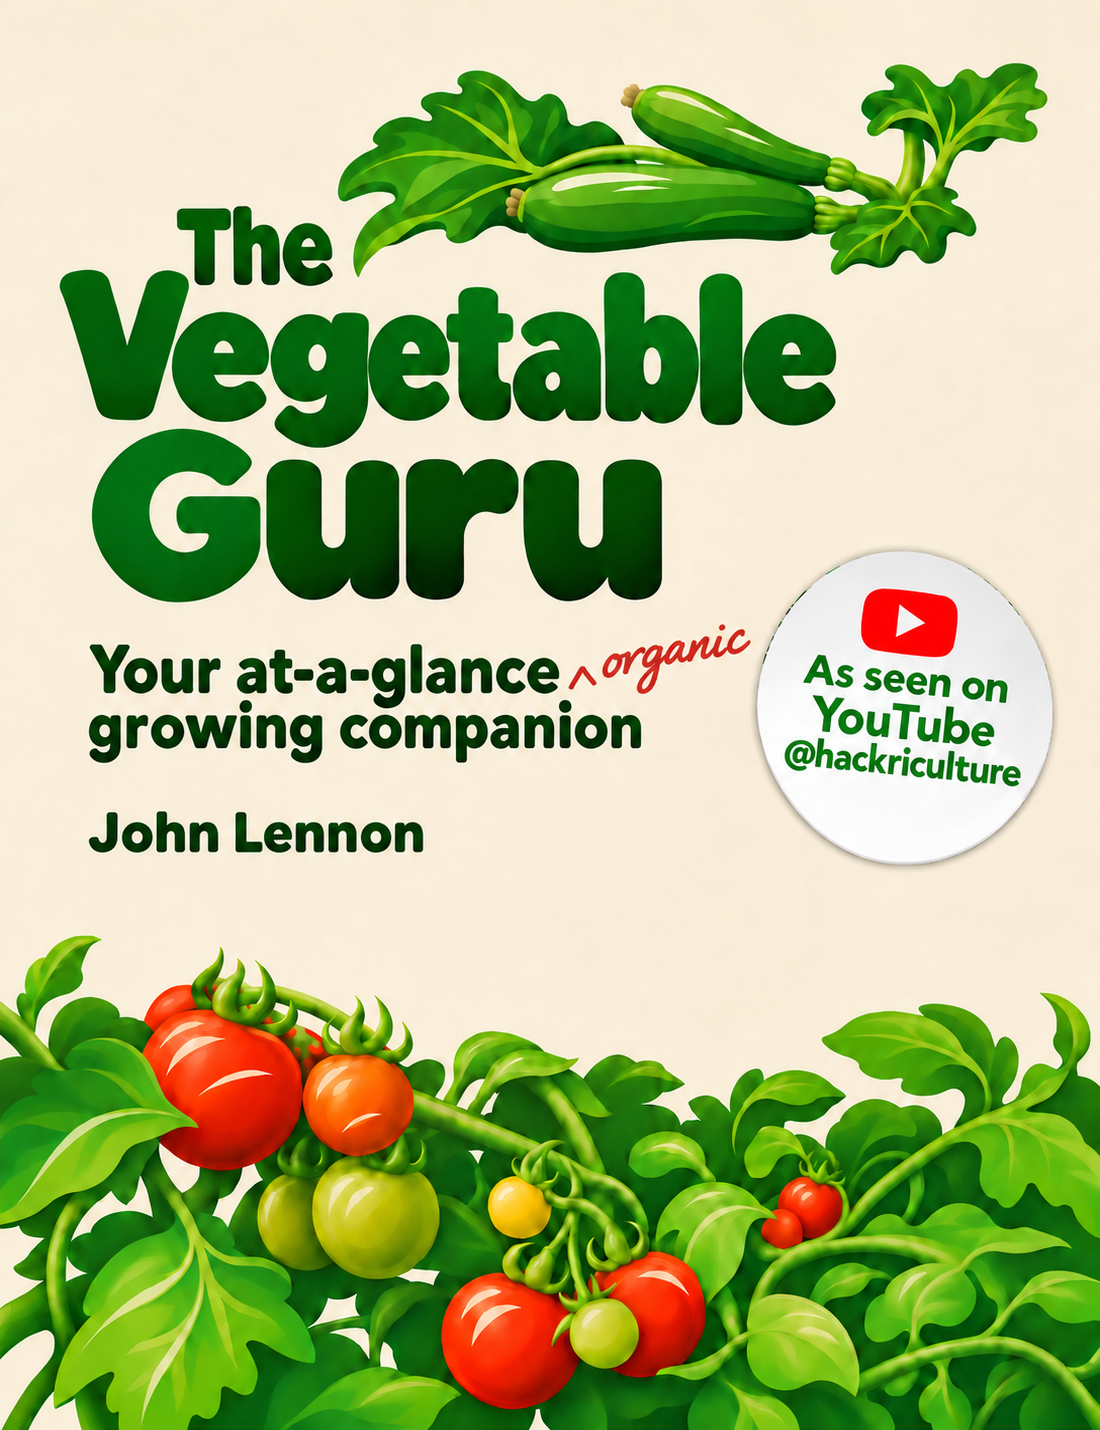 The
Vegetable
Guru
Your at-a-glance ^ organic
growing companion
John Lennon
As seen on
YouTube
@hackriculture